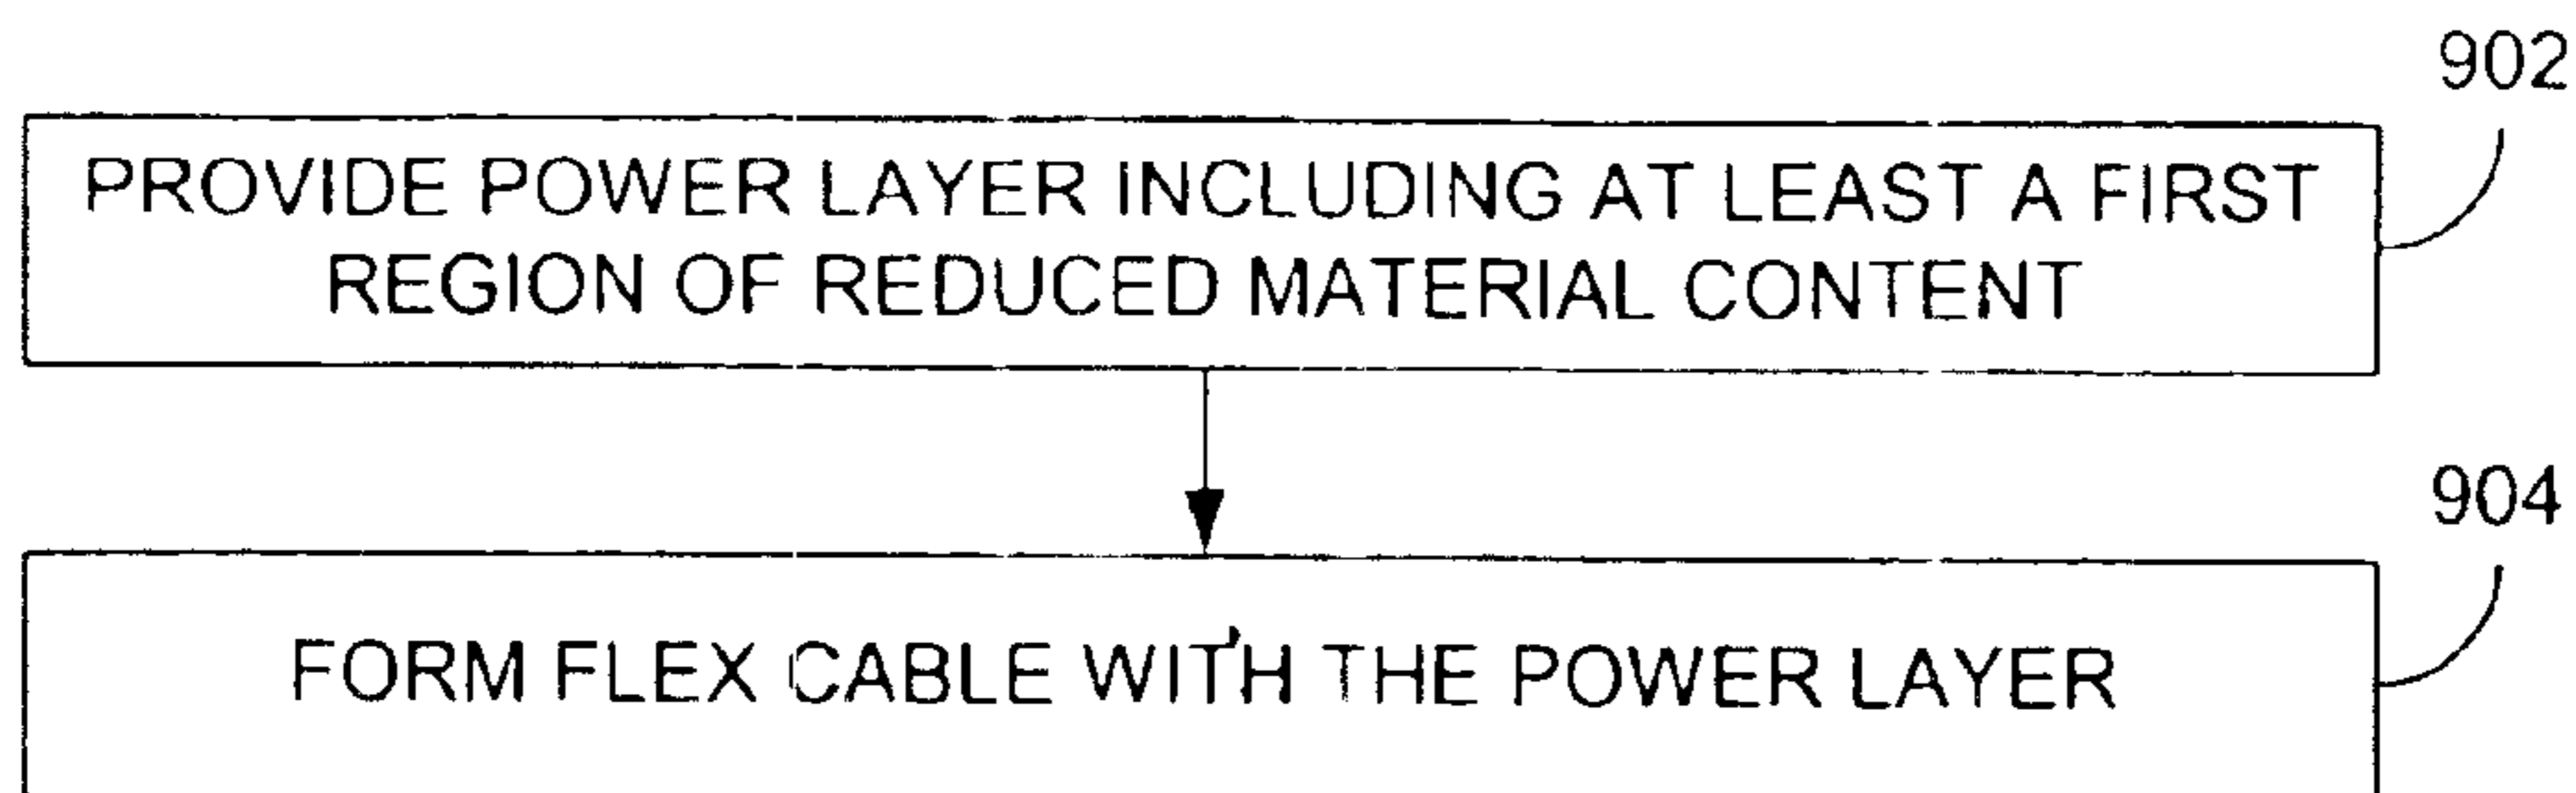 902
PROVIDE POWER LAYER INCLUDING AT LEAST A FIRST
REGION OF REDUCED MATERIAL CONTENT
904
FORM FLEX CABLE WITH THE POWER LAYER